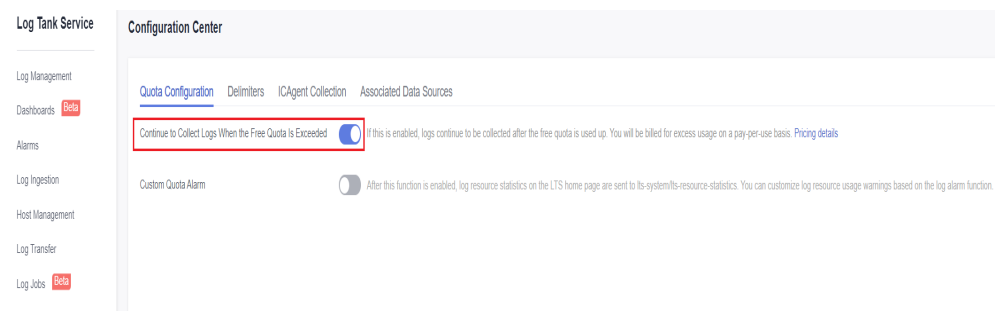 Log Tank Service
Configuration Center
Log Management
Dashboards Beta
Alarms
Log Ingestion
Host Management
Log Transfer
Log Jobs Beta
Quota Configuration Delimiters ICAgent Collection Associated Data Sources
Continue to Collect Logs When the Free Quota Is Exceeded If this is enabled, logs continue to be collected after the free quota is used up. You will be billed for excess usage on a pay-per-use basis. Pricing details
Custom Quota Alarm After this function is enabled, log resource statistics on the LTS home page are sent to lts-system/lts-resource-statistics. You can customize log resource usage warnings based on the log alarm function.